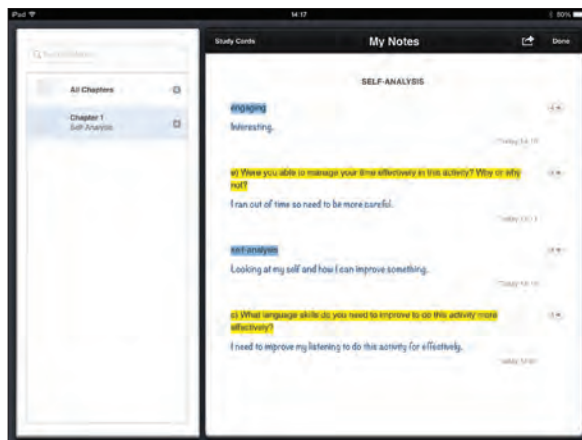 iPad
14:17
80%
Study Cards
My Notes
Done
All Chapters
Chapter 1
Self Analysis
SELF-ANALYSIS
engaging
Interesting.
e) Were you able to manage your time effectively in this activity? Why or why
not?
I ran out of time so need to be more careful.
self-analysis
Looking at my self and how I can improve something.
c) What language skills do you need to improve to do this activity more
effectively?
I need to improve my listening to do this activity for effectively.